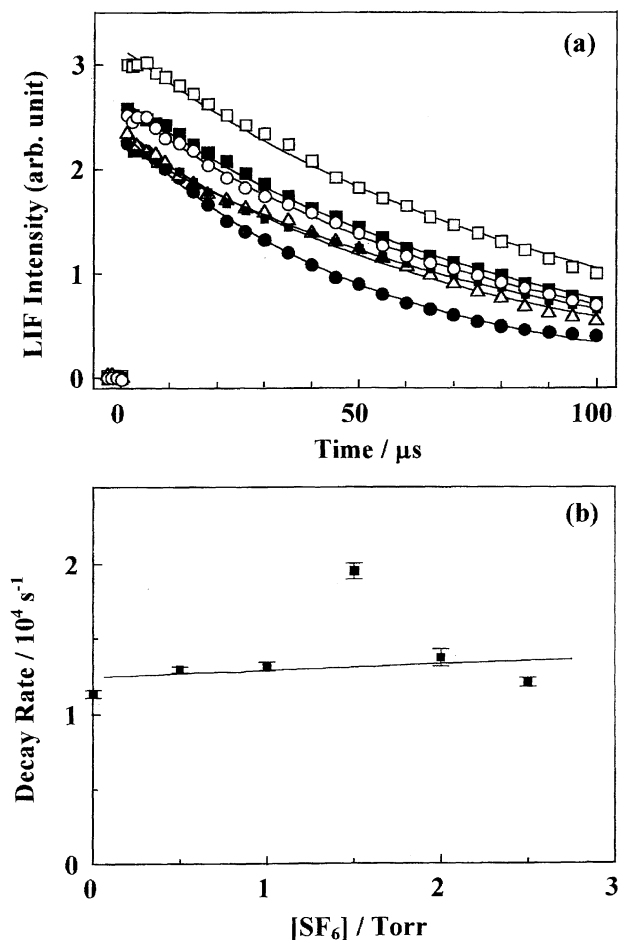 (a)
3
2
1
0
LIF Intensity (arb. unit)
0 50 100
Time / μs
(b)
2
1
0
Decay Rate / 10⁴ s⁻¹
0 1 2 3
[SF₆] / Torr